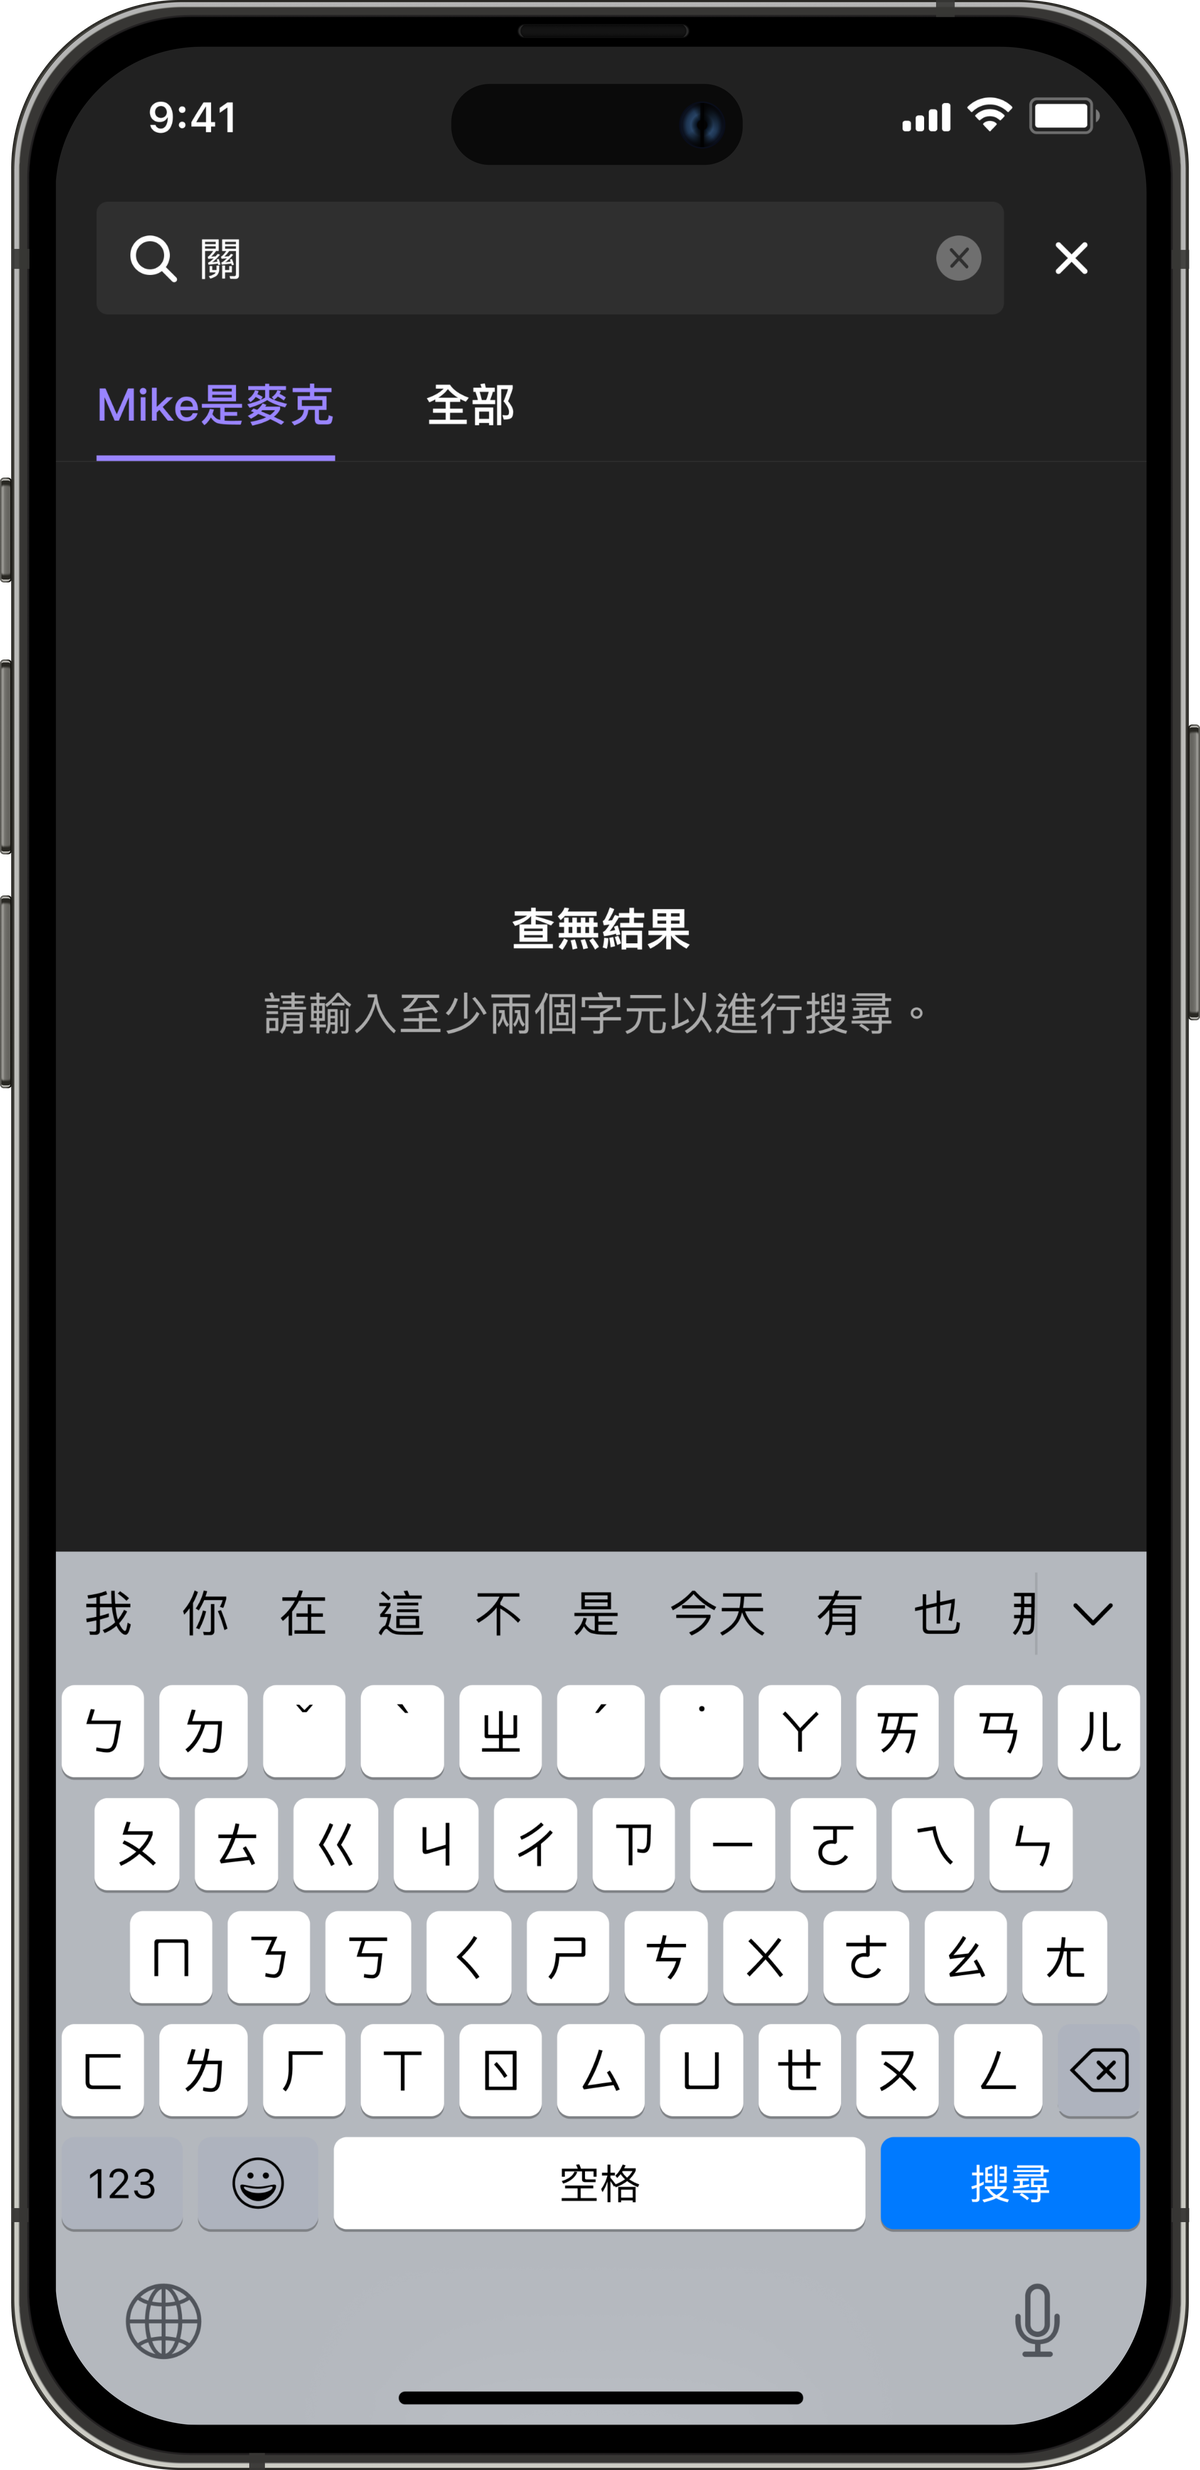 9:41
關
Mike是麥克 全部
查無結果
請輸入至少兩個字元以進行搜尋。
我 你 在 這 不 是 今天 有 也
ㄅ ㄉ ˇ ˋ ㄓ ˊ ˙ ㄚ ㄞ ㄢ ㄦ
ㄆ ㄊ ㄍ ㄐ ㄔ ㄗ ㄧ ㄛ ㄟ ㄣ
ㄇ ㄋ ㄎ ㄑ ㄕ ㄘ ㄨ ㄜ ㄠ ㄤ
ㄈ ㄌ ㄏ ㄒ ㄖ ㄙ ㄩ ㄝ ㄡ ㄥ
123 空格 搜尋